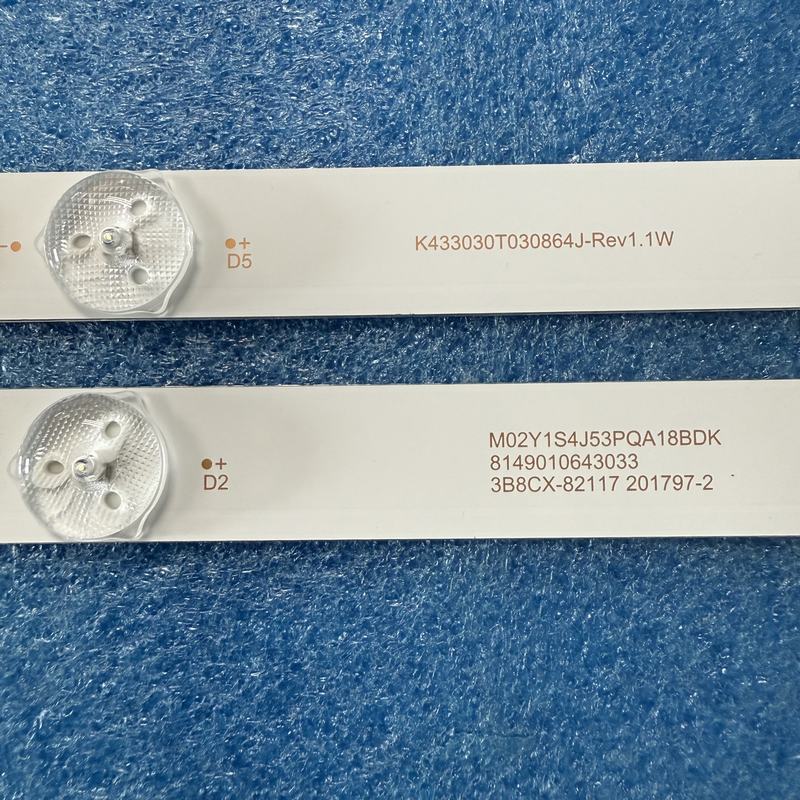 -
+
D5
K433030T030864J-Rev1.1W
+
D2
M02Y1S4J53PQA18BDK
8149010643033
3B8CX-82117 201797-2